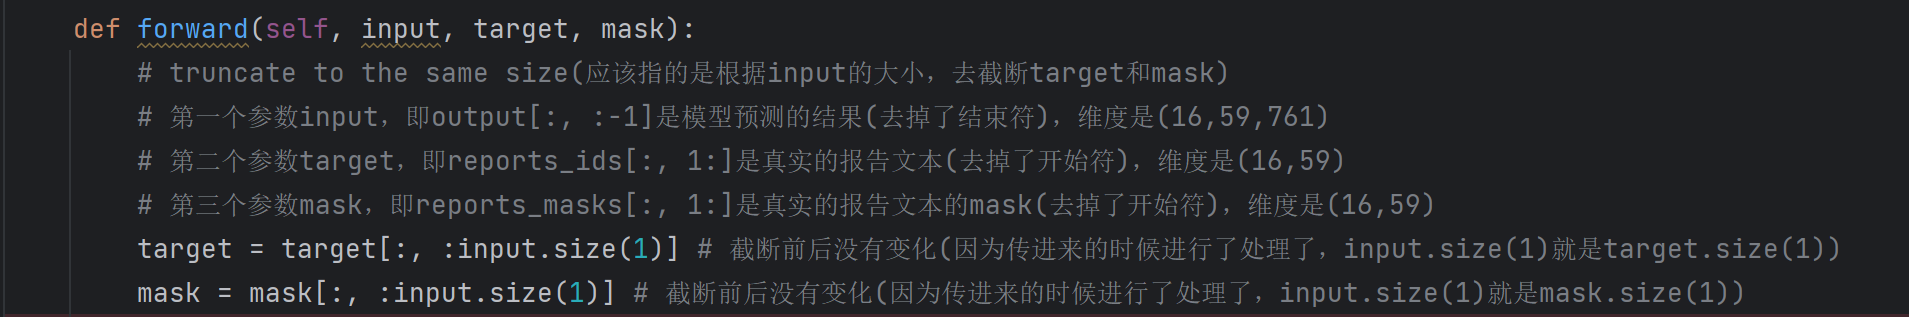 def forward(self, input, target, mask):
# truncate to the same size(应该指的是根据input的大小，去截断target和mask)
# 第一个参数input，即output[:, :-1]是模型预测的结果(去掉了结束符)，维度是(16,59,761)
# 第二个参数target，即reports_ids[:, 1:]是真实的报告文本(去掉了开始符)，维度是(16,59)
# 第三个参数mask，即reports_masks[:, 1:]是真实的报告文本的mask(去掉了开始符)，维度是(16,59)
target = target[:, :input.size(1)] # 截断前后没有变化(因为传进来的时候进行了处理了，input.size(1)就是target.size(1))
mask = mask[:, :input.size(1)] # 截断前后没有变化(因为传进来的时候进行了处理了，input.size(1)就是mask.size(1))